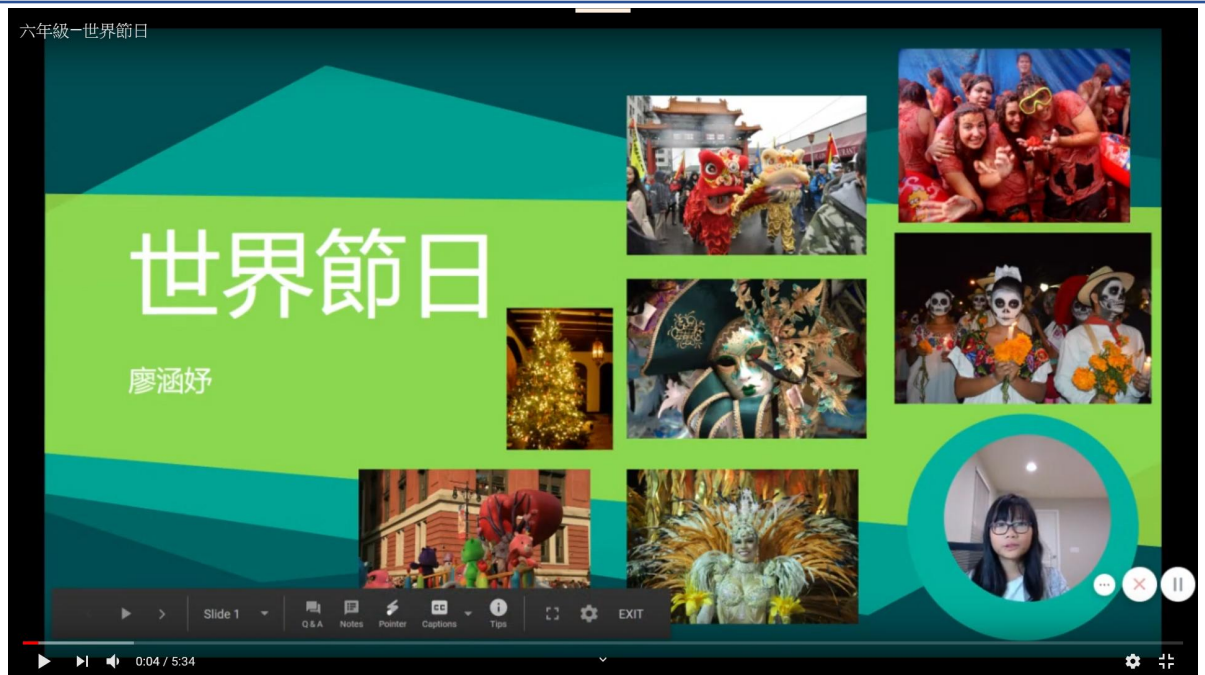 六年級—世界節日
世界節日
廖涵妤
Slide 1
Q & A
Notes
Pointer
CC
Captions
Tips
EXIT
0:04 / 5:34